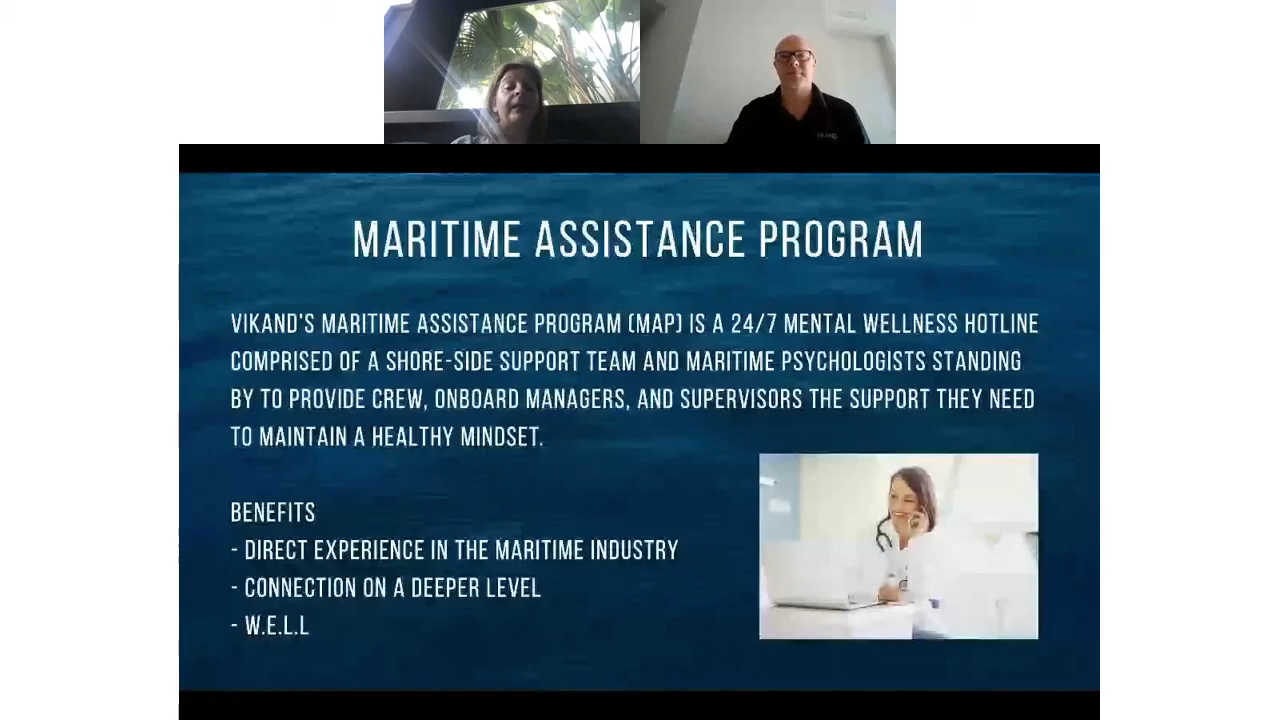 MARITIME ASSISTANCE PROGRAM
VIKAND'S MARITIME ASSISTANCE PROGRAM (MAP) IS A 24/7 MENTAL WELLNESS HOTLINE
COMPRISED OF A SHORE-SIDE SUPPORT TEAM AND MARITIME PSYCHOLOGISTS STANDING
BY TO PROVIDE CREW, ONBOARD MANAGERS, AND SUPERVISORS THE SUPPORT THEY NEED
TO MAINTAIN A HEALTHY MINDSET.
BENEFITS
- DIRECT EXPERIENCE IN THE MARITIME INDUSTRY
- CONNECTION ON A DEEPER LEVEL
- W.E.L.L